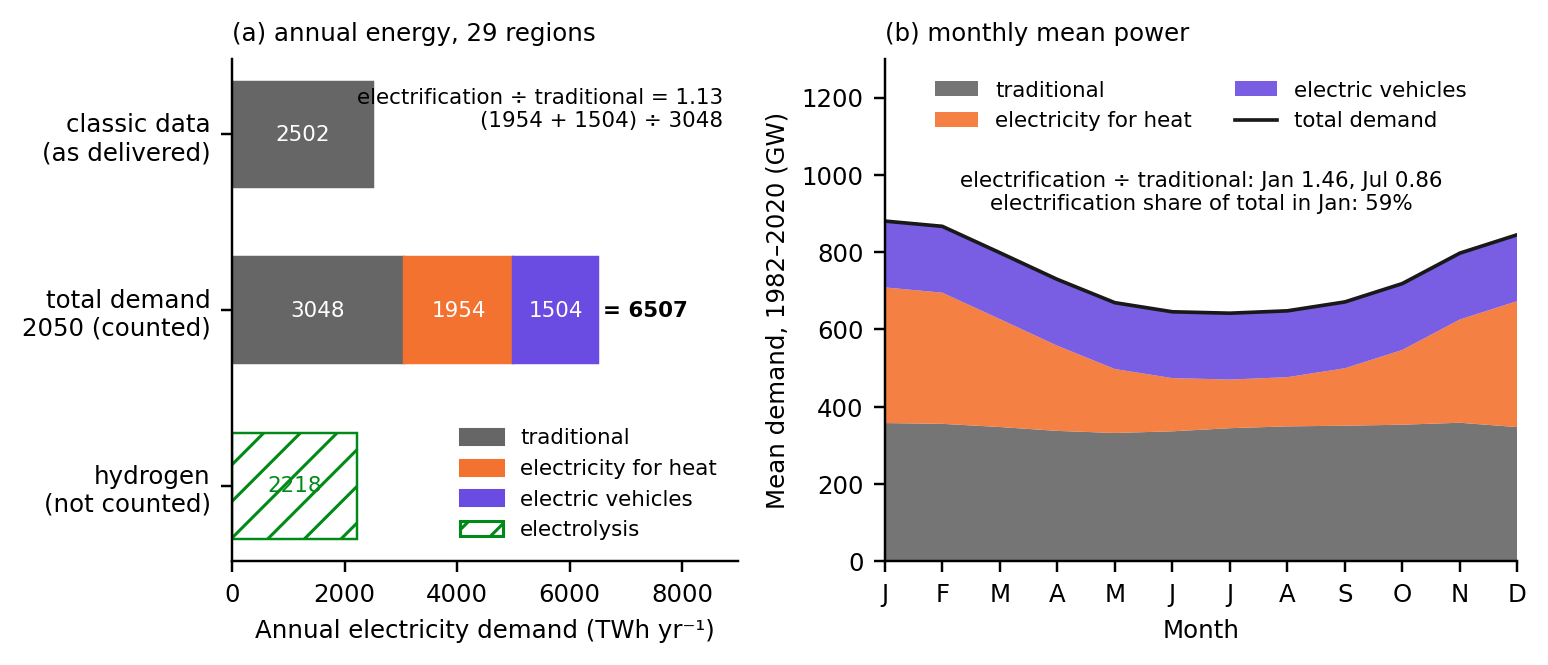 (a) annual energy, 29 regions
classic data
(as delivered)
2502
electrification ÷ traditional = 1.13
(1954 + 1504) ÷ 3048
total demand
2050 (counted)
3048
1954
1504
= 6507
hydrogen
(not counted)
2218
traditional
electricity for heat
electric vehicles
electrolysis
0
2000
4000
6000
8000
Annual electricity demand (TWh yr⁻¹)
(b) monthly mean power
traditional
electricity for heat
electric vehicles
total demand
electrification ÷ traditional: Jan 1.46, Jul 0.86
electrification share of total in Jan: 59%
Mean demand, 1982–2020 (GW)
1200
1000
800
600
400
200
0
J F M A M J J A S O N D
Month